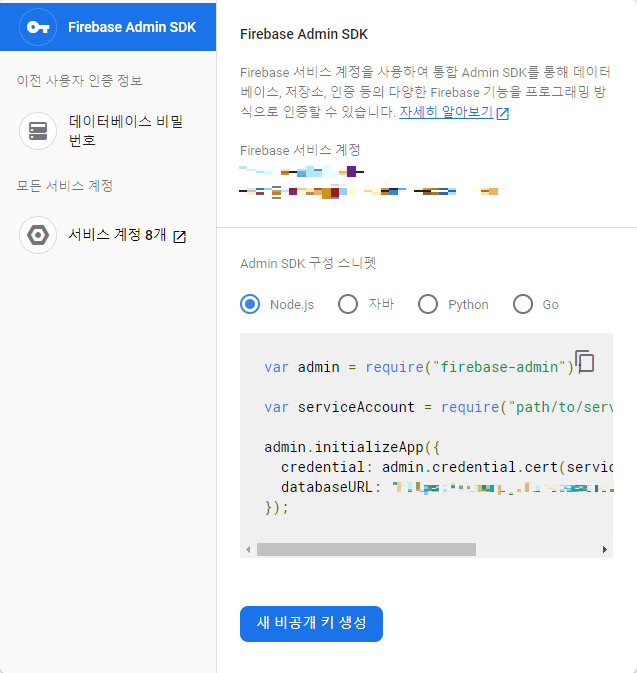 Firebase Admin SDK
이전 사용자 인증 정보
데이터베이스 비밀
번호
모든 서비스 계정
서비스 계정 8개
Firebase Admin SDK
Firebase 서비스 계정을 사용하여 통합 Admin SDK를 통해 데이터
베이스, 저장소, 인증 등의 다양한 Firebase 기능을 프로그래밍 방
식으로 인증할 수 있습니다. 자세히 알아보기
Firebase 서비스 계정
Admin SDK 구성 스니펫
Node.js 자바 Python Go
var admin = require("firebase-admin");
var serviceAccount = require("path/to/serv
admin.initializeApp({
credential: admin.credential.cert(servic
databaseURL:
});
새 비공개 키 생성